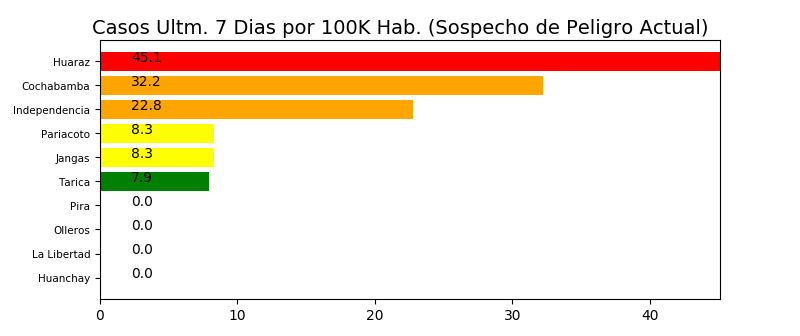 Casos Ultm. 7 Dias por 100K Hab. (Sospecho de Peligro Actual)
Huaraz 45.1
Cochabamba 32.2
Independencia 22.8
Pariacoto 8.3
Jangas 8.3
Tarica 7.9
Pira 0.0
Olleros 0.0
La Libertad 0.0
Huanchay 0.0
0 10 20 30 40